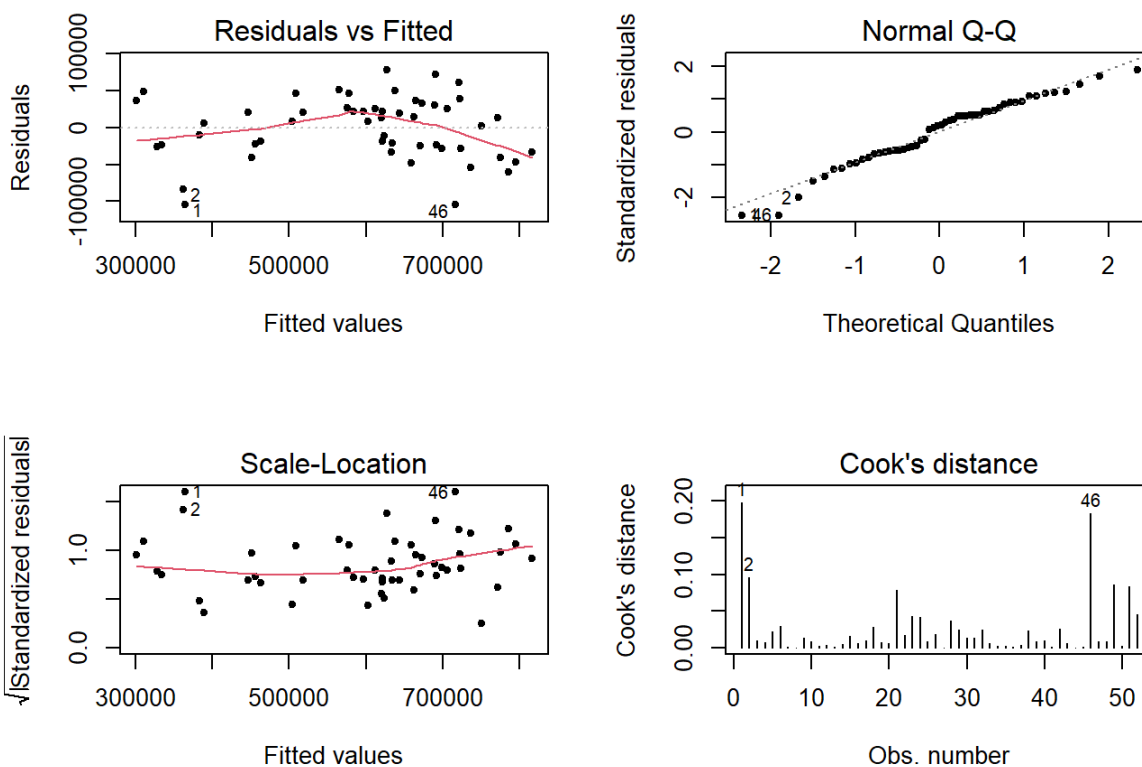 Residuals vs Fitted
Residuals
100000
0
-100000
2
1
46
300000 500000 700000
Fitted values
Normal Q-Q
Standardized residuals
2
0
-2
2
1
46
-2 -1 0 1 2
Theoretical Quantiles
Scale-Location
√|Standardized residuals|
1.0
0.0
1
2
46
300000 500000 700000
Fitted values
Cook's distance
Cook's distance
0.20
0.10
0.00
1
2
46
0 10 20 30 40 50
Obs. number